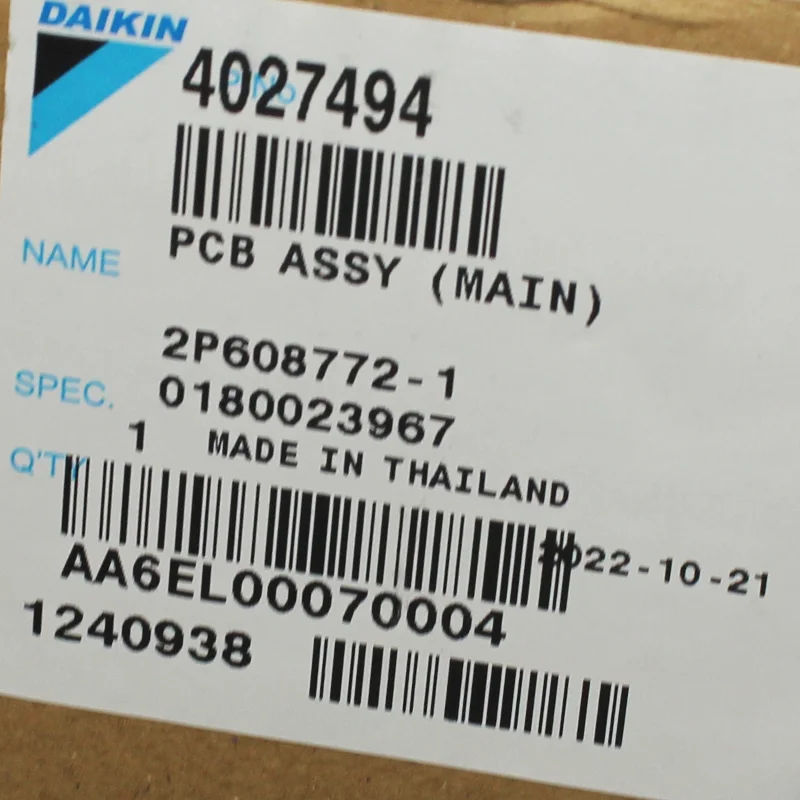 DAIKIN
P.No
4027494
NAME PCB ASSY (MAIN)
2P608772-1
SPEC. 0180023967
Q'TY 1 MADE IN THAILAND
2022-10-21
AA6EL00070004
1240938